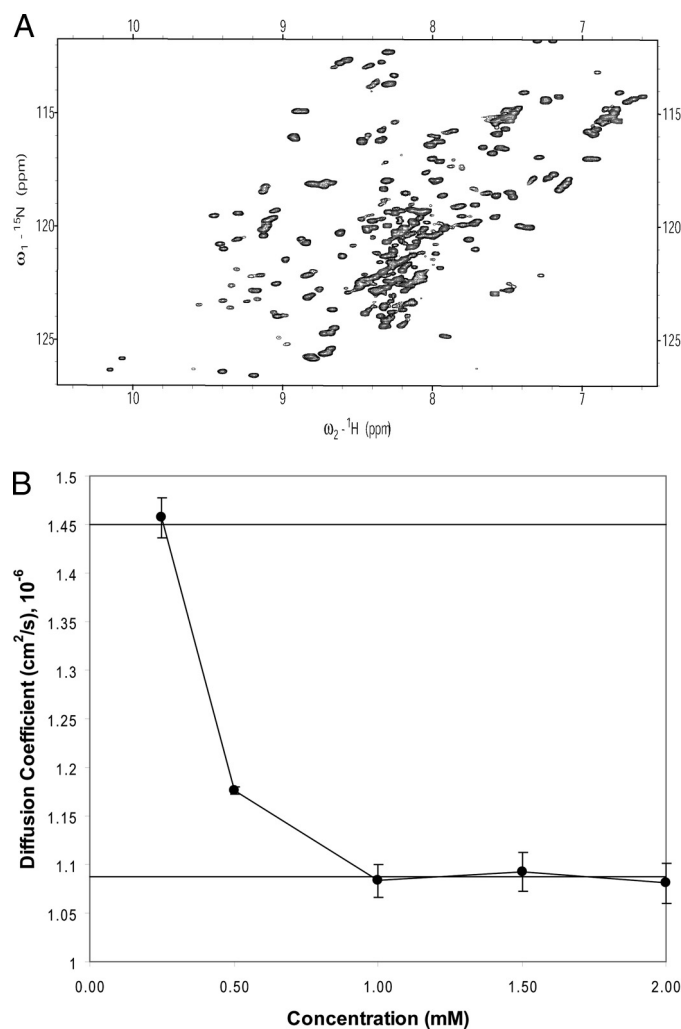 A
10 9 8 7
115
120
125
115
120
125
ω1 - 15N (ppm)
10 9 8 7
ω2 - 1H (ppm)
B
Diffusion Coefficient (cm2/s), 10-6
1.5
1.45
1.4
1.35
1.3
1.25
1.2
1.15
1.1
1.05
1
0.00 0.50 1.00 1.50 2.00
Concentration (mM)